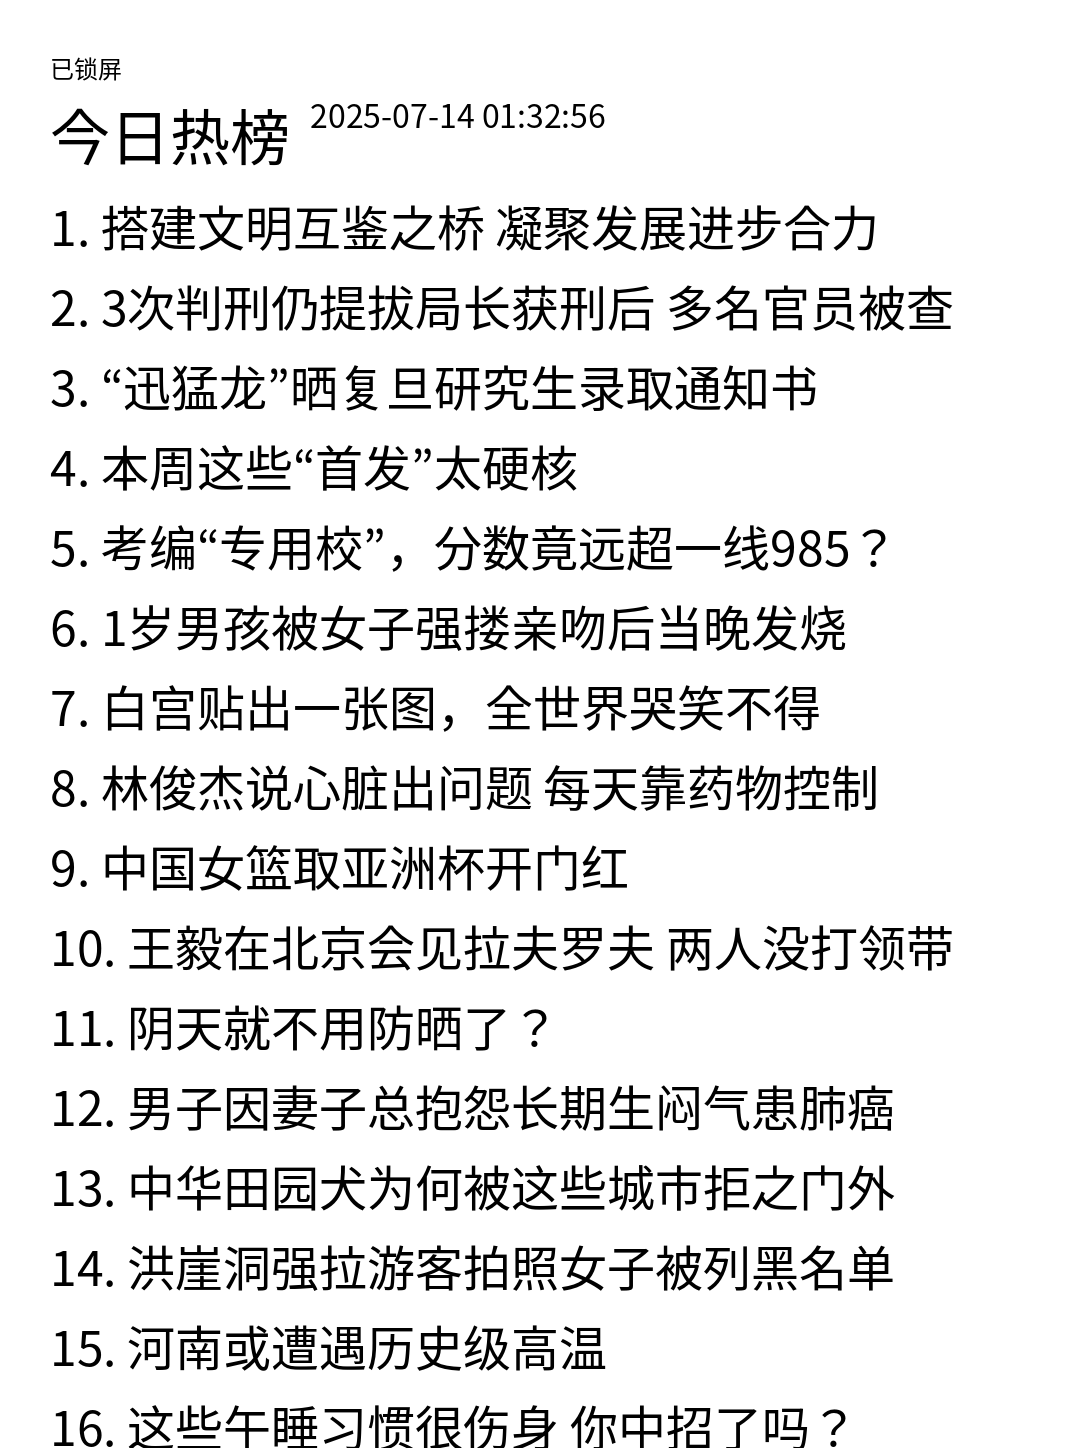 已锁屏
今日热榜 2025-07-14 01:32:56
1. 搭建文明互鉴之桥 凝聚发展进步合力
2. 3次判刑仍提拔局长获刑后 多名官员被查
3. “迅猛龙”晒复旦研究生录取通知书
4. 本周这些“首发”太硬核
5. 考编“专用校”，分数竟远超一线985？
6. 1岁男孩被女子强搂亲吻后当晚发烧
7. 白宫贴出一张图，全世界哭笑不得
8. 林俊杰说心脏出问题 每天靠药物控制
9. 中国女篮取亚洲杯开门红
10. 王毅在北京会见拉夫罗夫 两人没打领带
11. 阴天就不用防晒了？
12. 男子因妻子总抱怨长期生闷气患肺癌
13. 中华田园犬为何被这些城市拒之门外
14. 洪崖洞强拉游客拍照女子被列黑名单
15. 河南或遭遇历史级高温
16. 这些午睡习惯很伤身 你中招了吗？